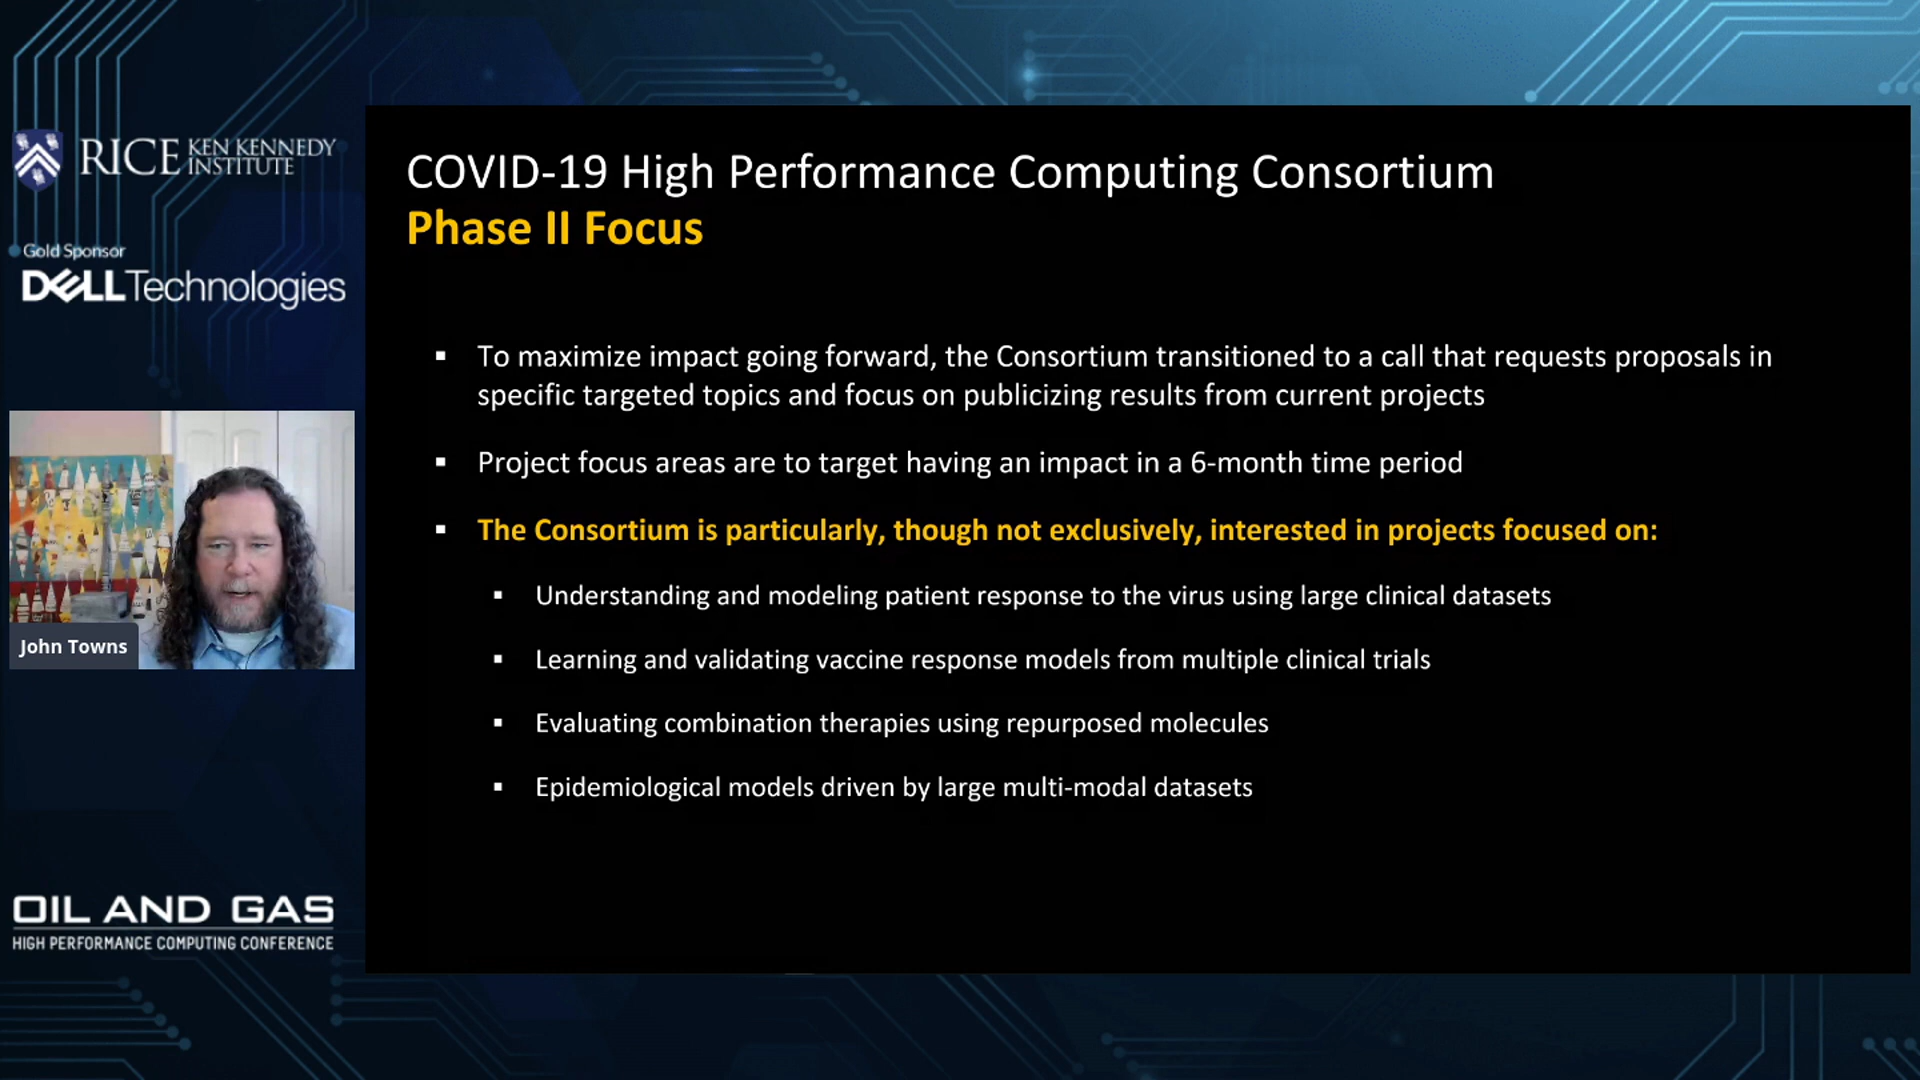 RICE KEN KENNEDY
INSTITUTE
Gold Sponsor
DELL Technologies
John Towns
OIL AND GAS
HIGH PERFORMANCE COMPUTING CONFERENCE
COVID-19 High Performance Computing Consortium
Phase II Focus
▪ To maximize impact going forward, the Consortium transitioned to a call that requests proposals in
specific targeted topics and focus on publicizing results from current projects
▪ Project focus areas are to target having an impact in a 6-month time period
▪ The Consortium is particularly, though not exclusively, interested in projects focused on:
▪ Understanding and modeling patient response to the virus using large clinical datasets
▪ Learning and validating vaccine response models from multiple clinical trials
▪ Evaluating combination therapies using repurposed molecules
▪ Epidemiological models driven by large multi-modal datasets